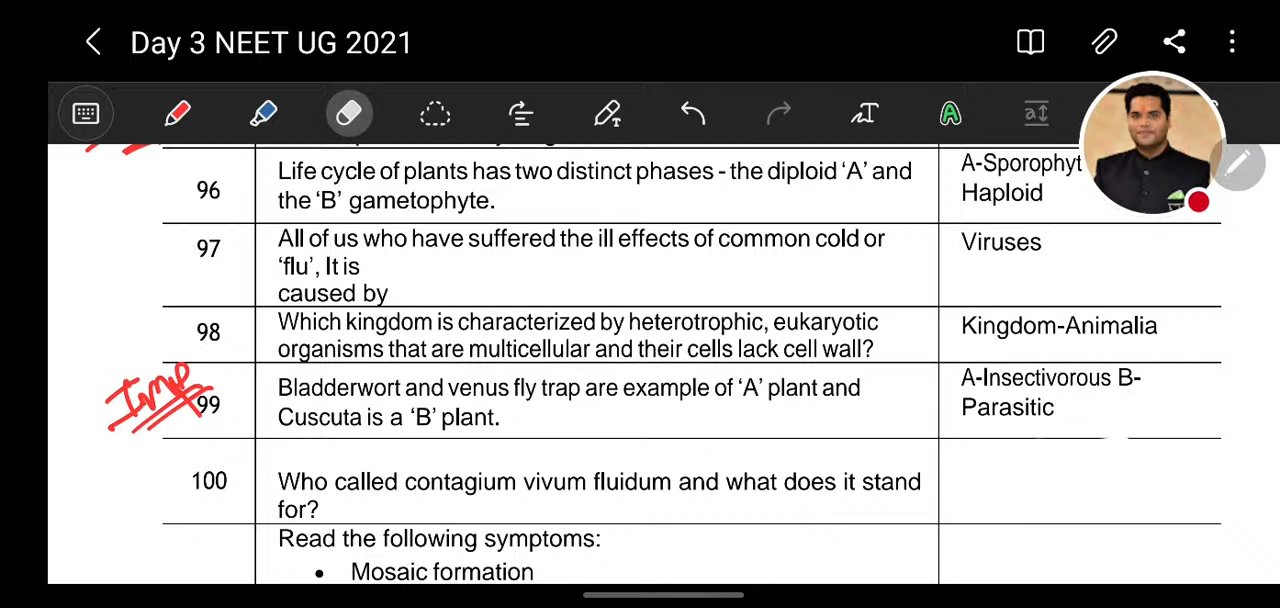 Day 3 NEET UG 2021
96
Life cycle of plants has two distinct phases - the diploid ‘A’ and
the ‘B’ gametophyte.
A-Sporophyt
Haploid
97
All of us who have suffered the ill effects of common cold or
‘flu’, It is
caused by
Viruses
98
Which kingdom is characterized by heterotrophic, eukaryotic
organisms that are multicellular and their cells lack cell wall?
Kingdom-Animalia
Imp
99
Bladderwort and venus fly trap are example of ‘A’ plant and
Cuscuta is a ‘B’ plant.
A-Insectivorous B-
Parasitic
100
Who called contagium vivum fluidum and what does it stand
for?
Read the following symptoms:
• Mosaic formation